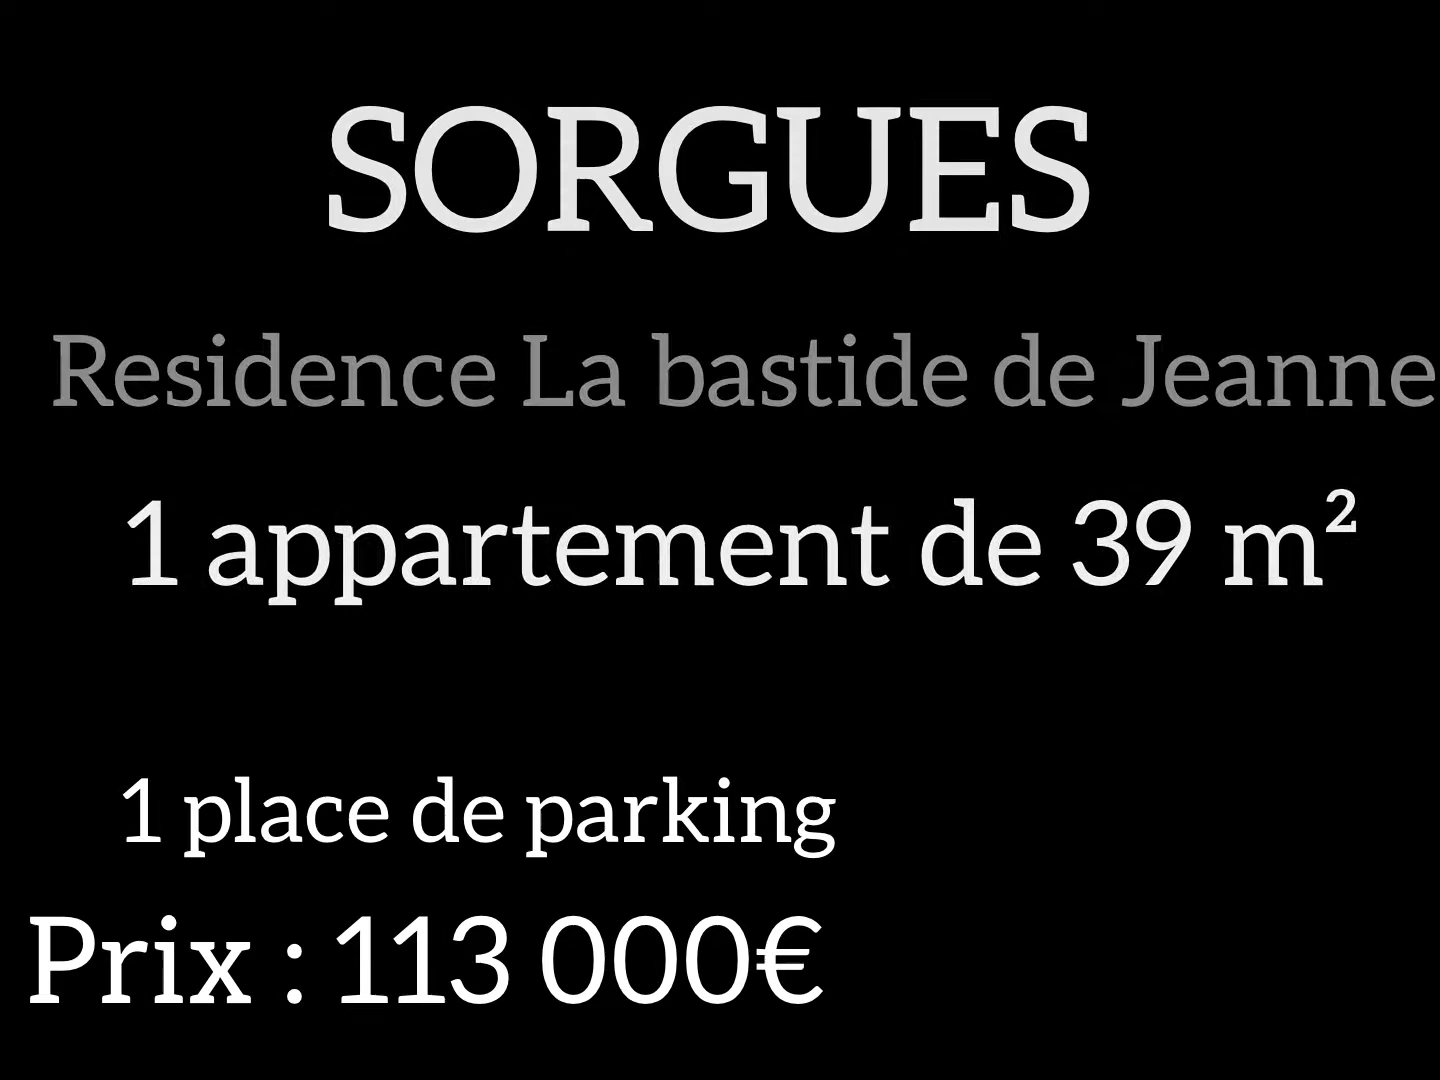 SORGUES
Residence La bastide de Jeanne
1 appartement de 39 m²
1 place de parking
Prix : 113 000€